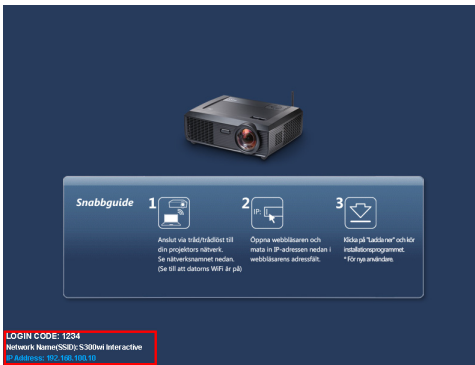 Snabbguide
1
Anslut via tråd/trådlöst till
din projektors nätverk.
Se nätverksnamnet nedan.
(Se till att datorns WiFi är på)
2
IP:
Öppna webbläsaren och
mata in IP-adressen nedan i
webbläsarens adressfält.
3
Klicka på "Ladda ner" och kör
installationsprogrammet.
* För nye användare.
LOGIN CODE: 1234
Network Name(SSID): S300wi Interactive
IP Address: 192.168.100.10